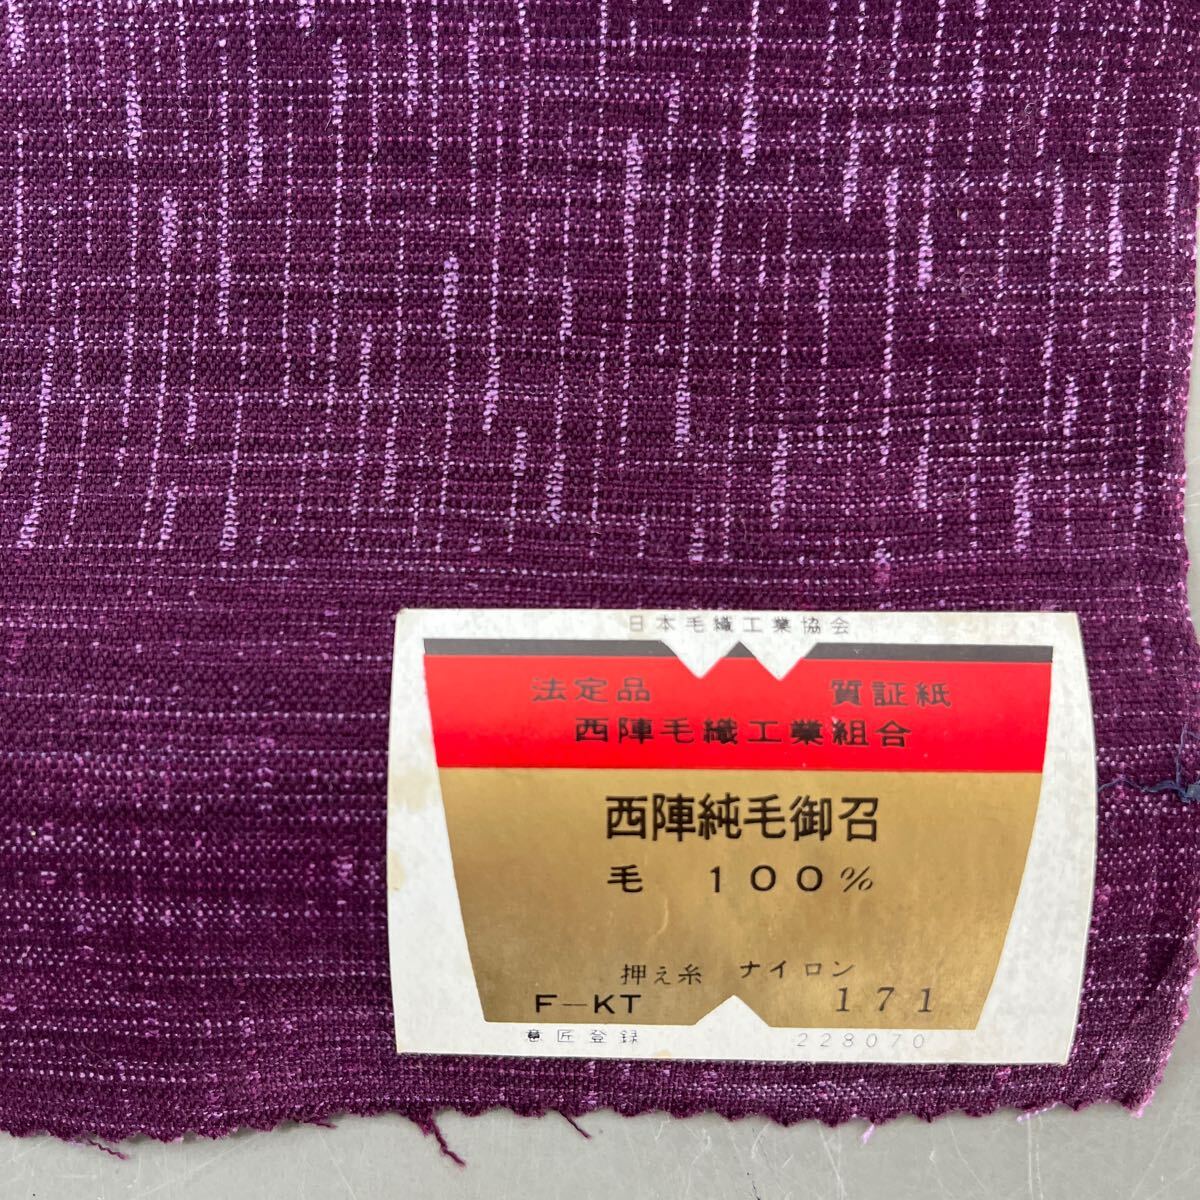 日本毛織工業協会
法定品 質証紙
西陣毛織工業組合
西陣純毛御召
毛 100%
押え糸 ナイロン
F-KT 171
意匠登録 228070